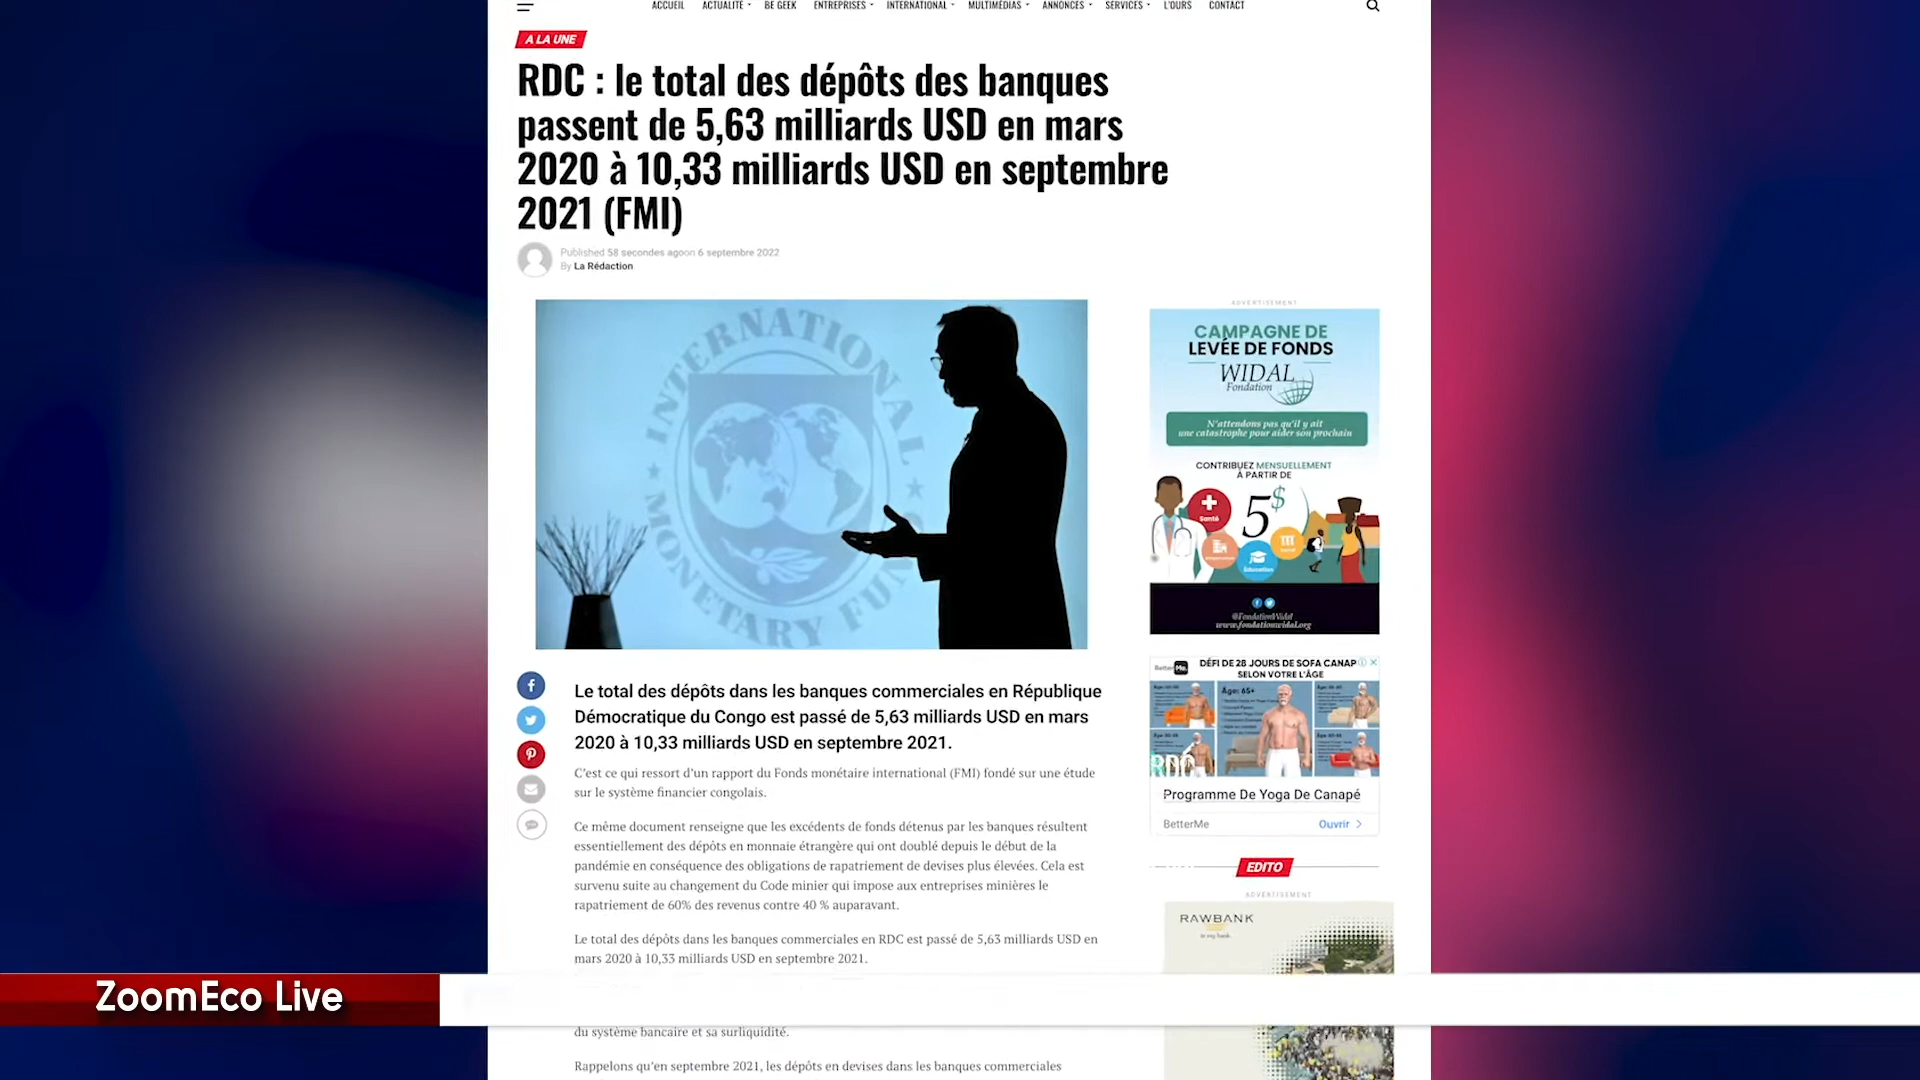 ACCUEIL ACTUALITÉ BE GEEK ENTREPRISES INTERNATIONAL MULTIMÉDIAS ANNONCES SERVICES L'OURS CONTACT
A LA UNE
RDC : le total des dépôts des banques
passent de 5,63 milliards USD en mars
2020 à 10,33 milliards USD en septembre
2021 (FMI)
Published 58 secondes agoon 6 septembre 2022
By La Rédaction
INTERNATIONAL
MONETARY FUND
Le total des dépôts dans les banques commerciales en République
Démocratique du Congo est passé de 5,63 milliards USD en mars
2020 à 10,33 milliards USD en septembre 2021.
C'est ce qui ressort d'un rapport du Fonds monétaire international (FMI) fondé sur une étude
sur le système financier congolais.
Ce même document renseigne que les excédents de fonds détenus par les banques résultent
essentiellement des dépôts en monnaie étrangère qui ont doublé depuis le début de la
pandémie en conséquence des obligations de rapatriement de devises plus élevées. Cela est
survenu suite au changement du Code minier qui impose aux entreprises minières le
rapatriement de 60% des revenus contre 40 % auparavant.
Le total des dépôts dans les banques commerciales en RDC est passé de 5,63 milliards USD en
mars 2020 à 10,33 milliards USD en septembre 2021.
du système bancaire et sa surliquidité.
Rappelons qu'en septembre 2021, les dépôts en devises dans les banques commerciales
ADVERTISEMENT
CAMPAGNE DE
LEVÉE DE FONDS
WIDAL
Fondation
N'attendons pas qu'il y ait
une catastrophe pour aider son prochain
CONTRIBUEZ MENSUELLEMENT
À PARTIR DE
5$
Santé
Éducation
@FondationWidal
www.fondationwidal.org
BetterMe.
DÉFI DE 28 JOURS DE SOFA CANAP
SELON VOTRE L'ÂGE
Âge: 65+
RDC
Programme De Yoga De Canapé
BetterMe
Ouvrir
EDITO
ADVERTISEMENT
RAWBANK
is my bank.
ZoomEco Live